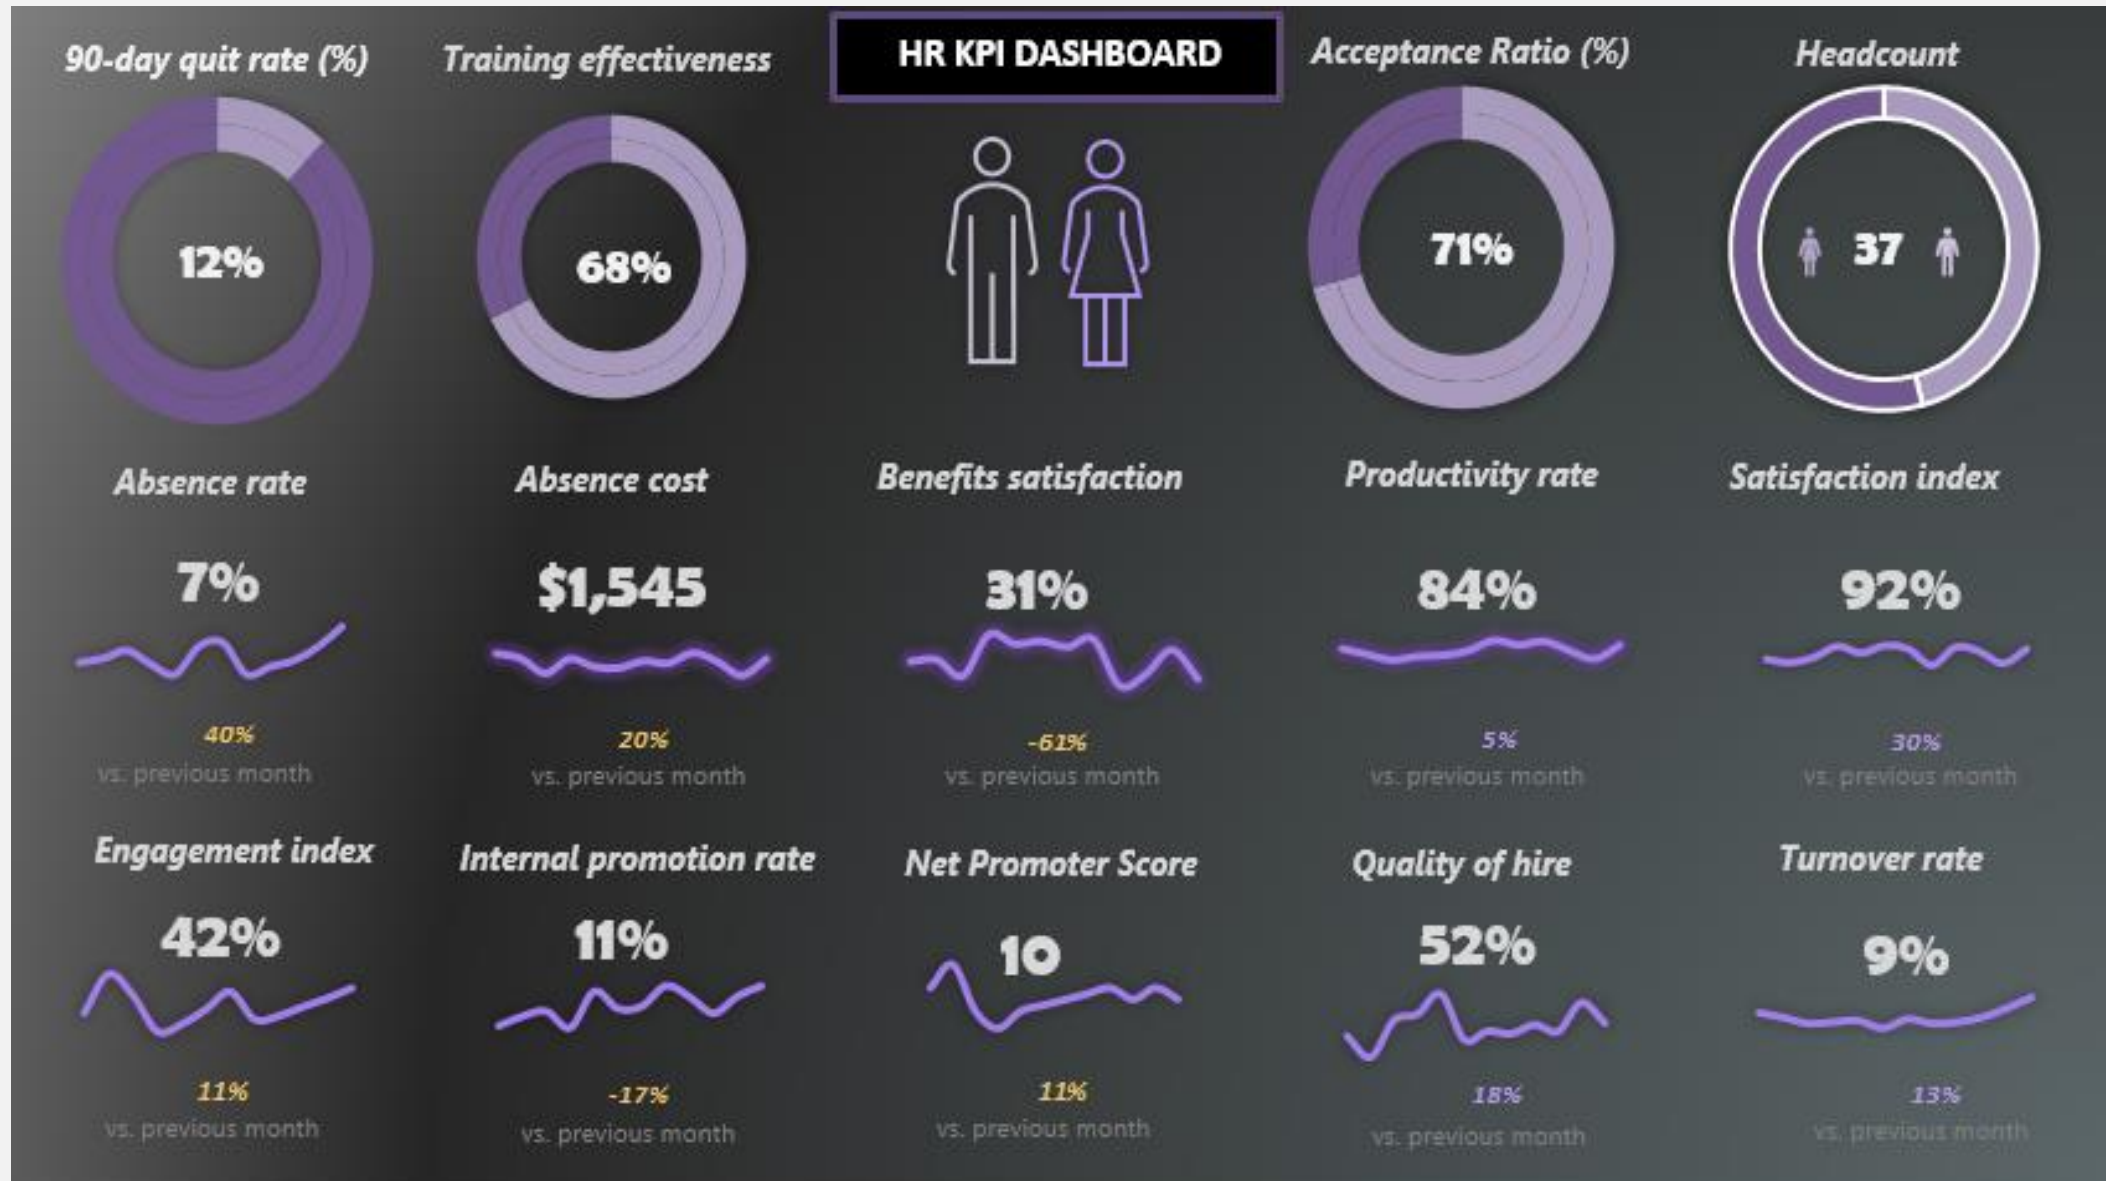 90-day quit rate (%)
Training effectiveness
HR KPI DASHBOARD
Acceptance Ratio (%)
Headcount
12%
68%
71%
37
Absence rate
Absence cost
Benefits satisfaction
Productivity rate
Satisfaction index
7%
$1,545
31%
84%
92%
40%
20%
-61%
5%
30%
vs. previous month
vs. previous month
vs. previous month
vs. previous month
vs. previous month
Engagement index
Internal promotion rate
Net Promoter Score
Quality of hire
Turnover rate
42%
11%
10
52%
9%
11%
-17%
11%
18%
13%
vs. previous month
vs. previous month
vs. previous month
vs. previous month
vs. previous month